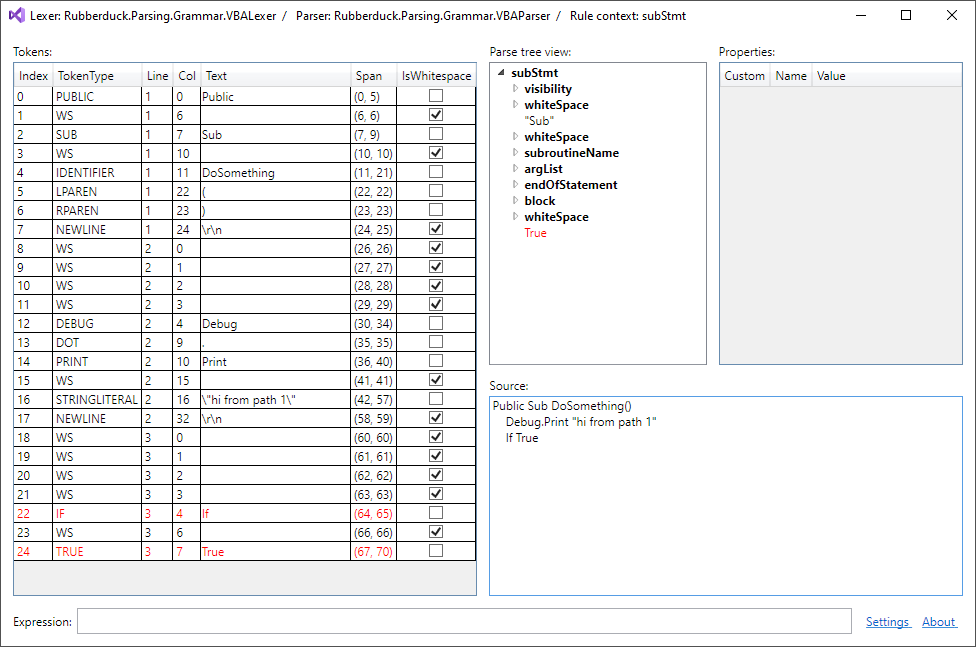 Lexer: Rubberduck.Parsing.Grammar.VBALexer / Parser: Rubberduck.Parsing.Grammar.VBAParser / Rule context: subStmt
Tokens:
Index TokenType Line Col Text Span IsWhitespace
0 PUBLIC 1 0 Public (0, 5)
1 WS 1 6 (6, 6)
2 SUB 1 7 Sub (7, 9)
3 WS 1 10 (10, 10)
4 IDENTIFIER 1 11 DoSomething (11, 21)
5 LPAREN 1 22 ( (22, 22)
6 RPAREN 1 23 ) (23, 23)
7 NEWLINE 1 24 \r\n (24, 25)
8 WS 2 0 (26, 26)
9 WS 2 1 (27, 27)
10 WS 2 2 (28, 28)
11 WS 2 3 (29, 29)
12 DEBUG 2 4 Debug (30, 34)
13 DOT 2 9 . (35, 35)
14 PRINT 2 10 Print (36, 40)
15 WS 2 15 (41, 41)
16 STRINGLITERAL 2 16 \"hi from path 1\" (42, 57)
17 NEWLINE 2 32 \r\n (58, 59)
18 WS 3 0 (60, 60)
19 WS 3 1 (61, 61)
20 WS 3 2 (62, 62)
21 WS 3 3 (63, 63)
22 IF 3 4 If (64, 65)
23 WS 3 6 (66, 66)
24 TRUE 3 7 True (67, 70)
Parse tree view:
subStmt
visibility
whiteSpace
"Sub"
whiteSpace
subroutineName
argList
endOfStatement
block
whiteSpace
True
Properties:
Custom Name Value
Source:
Public Sub DoSomething()
Debug.Print "hi from path 1"
If True
Expression:
Settings About